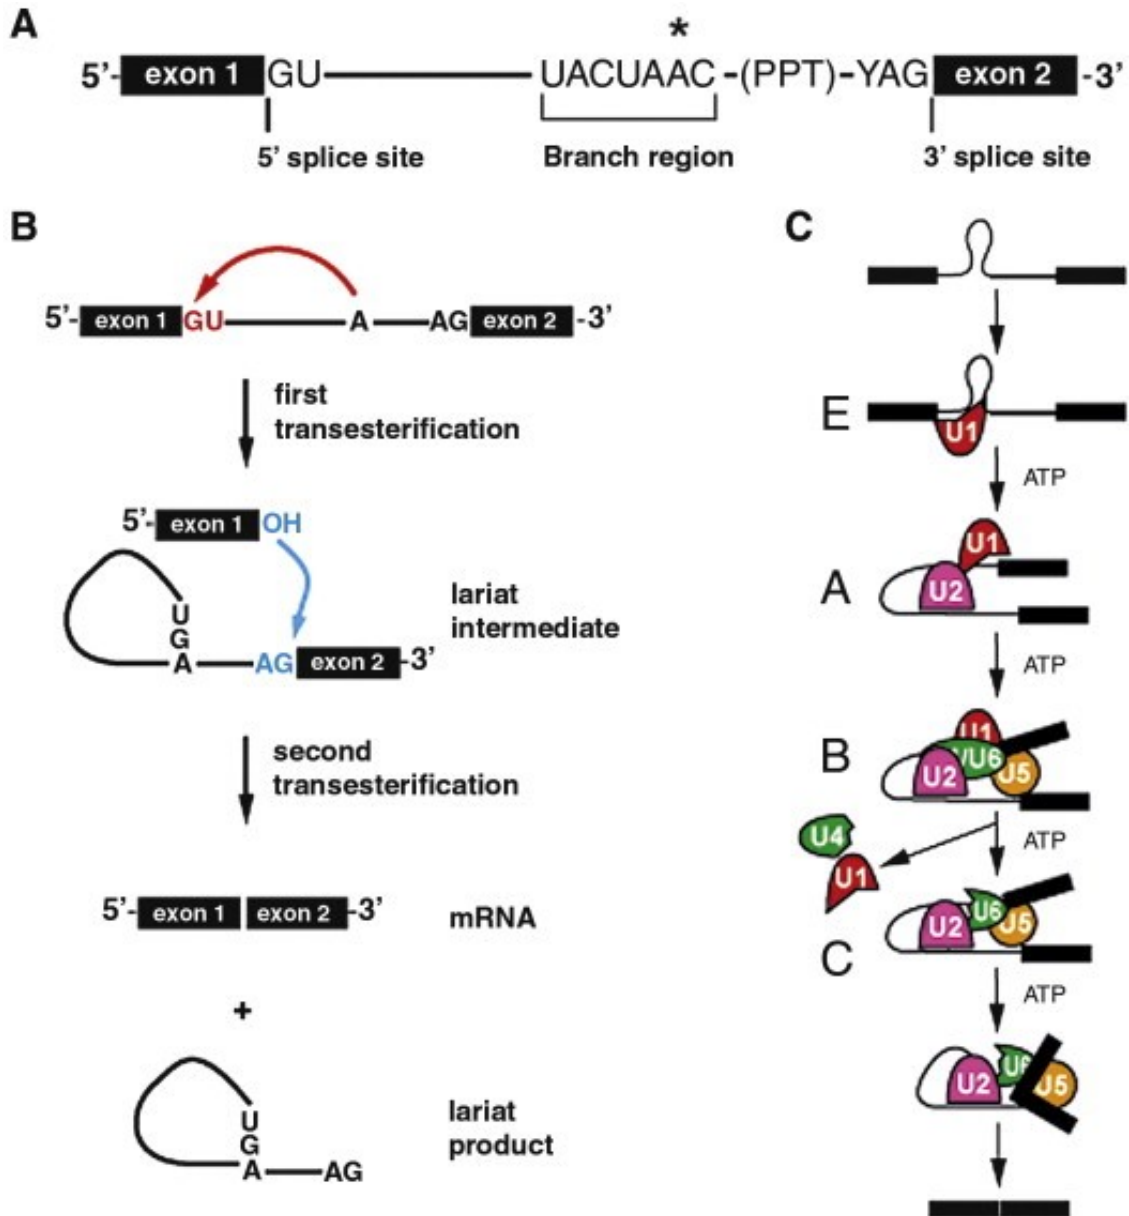 A
*
5'- exon 1 GU UACUAAC -(PPT)-YAG exon 2 -3'
5' splice site Branch region 3' splice site
B
5'- exon 1 GU A AG exon 2 -3'
first
transesterification
5'- exon 1 OH
U
G
A AG exon 2 -3'
lariat
intermediate
second
transesterification
5'- exon 1 exon 2 -3' mRNA
+
U
G
A AG
lariat
product
C
E
U1
ATP
A
U1
U2
ATP
B
U1
U2 /U6 U5
ATP
U4
U1
C
U2 U6 U5
ATP
U2 U6 U5